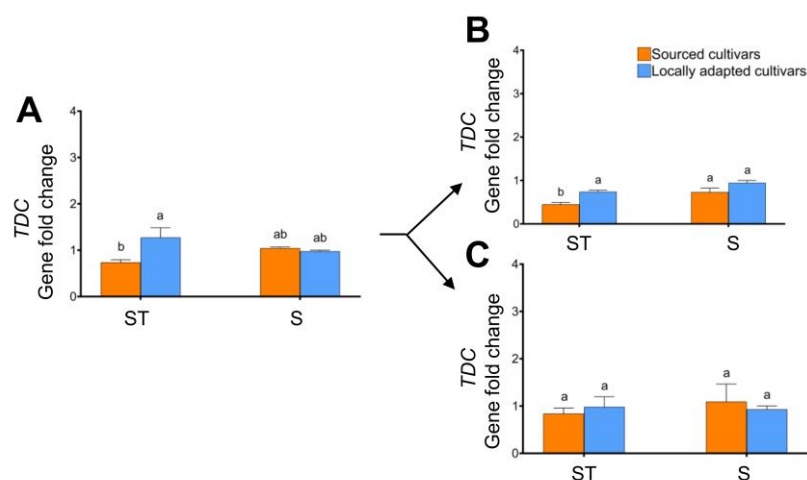 A
TDC
Gene fold change
4
3
2
1
0
b
a
ab
ab
ST
S
B
Sourced cultivars
Locally adapted cultivars
TDC
Gene fold change
4
3
2
1
0
b
a
a
a
ST
S
C
TDC
Gene fold change
4
3
2
1
0
a
a
a
a
ST
S